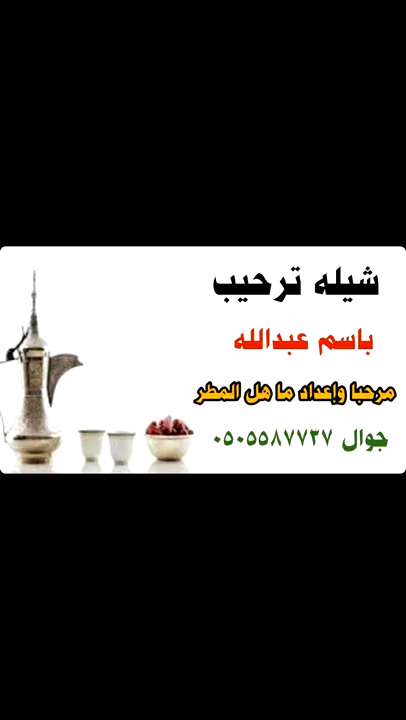 شيله ترحيب
باسم عبدالله
مرحبا وإعداد ما هل المطر
جوال ٠٥٠٥٥٨٧٧٣٧